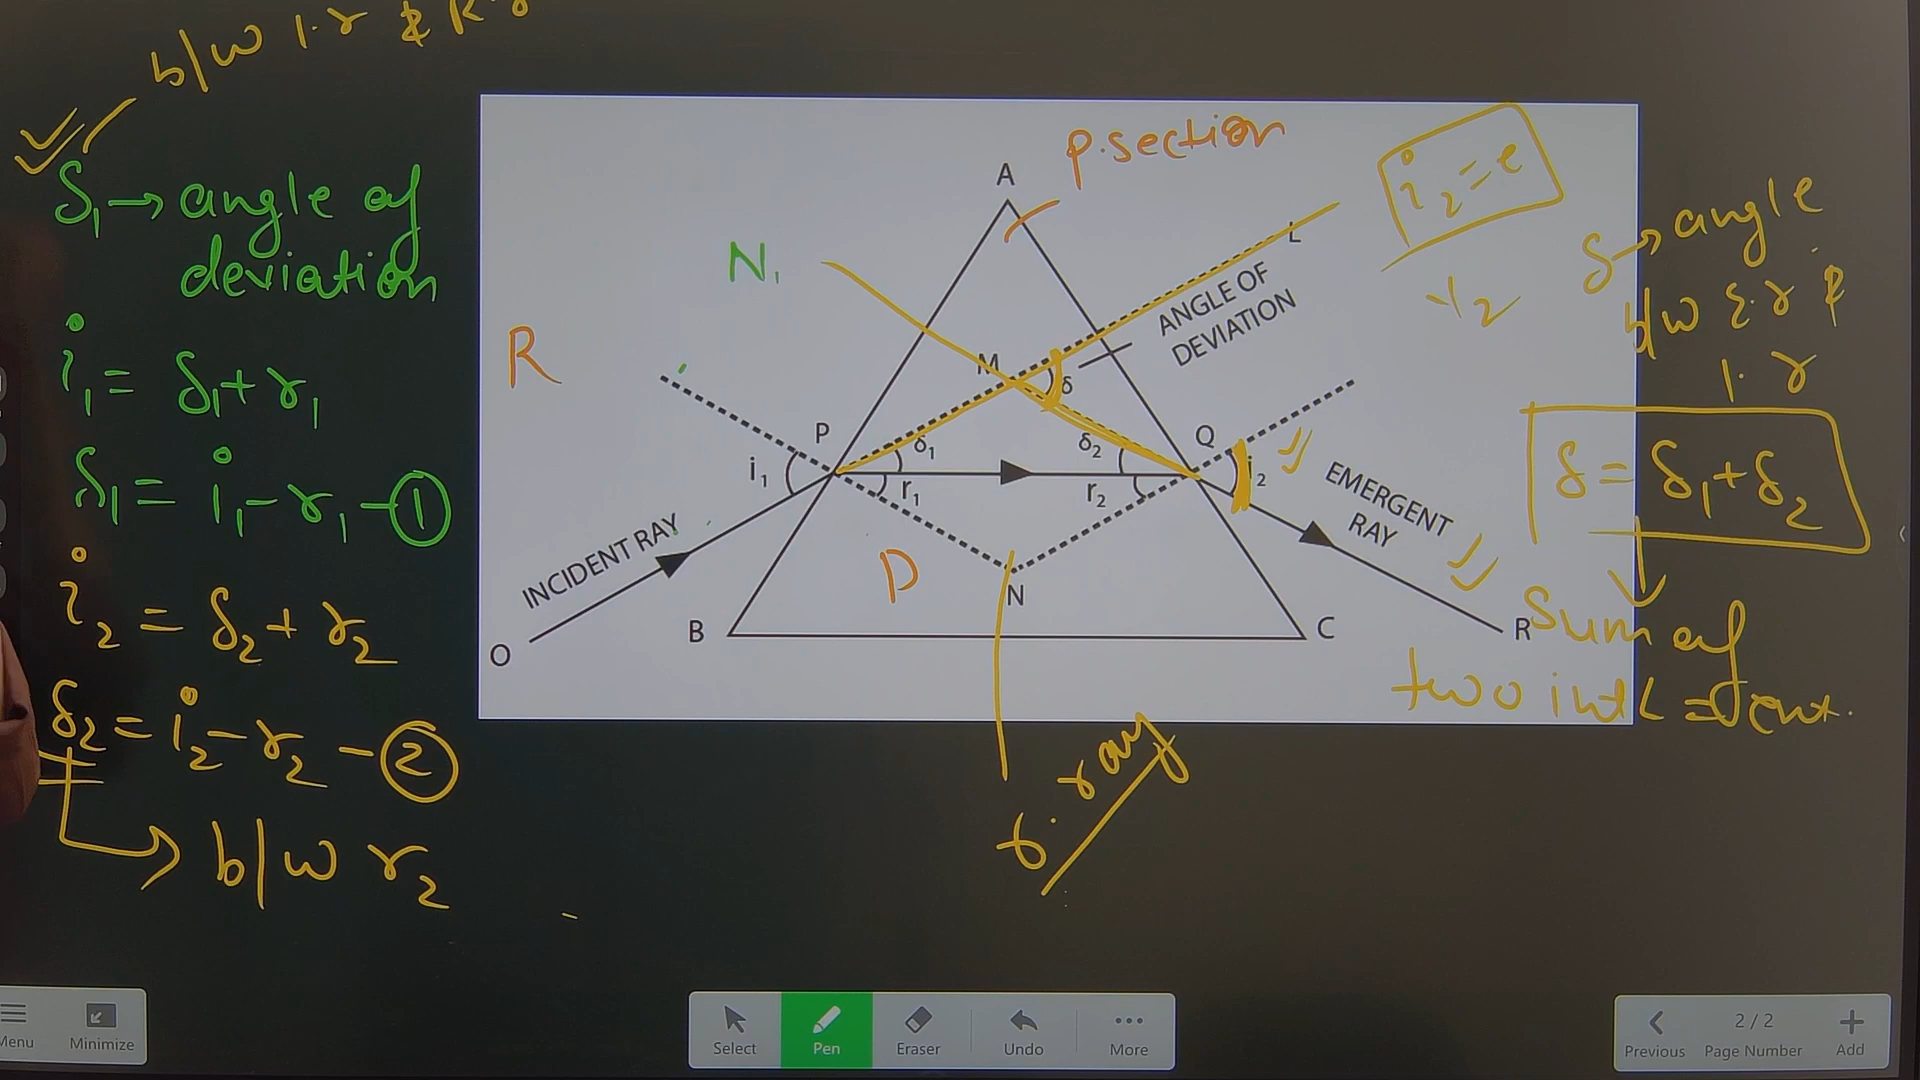 b/w I.r & R.r
δ₁→ angle of
deviation
i₁ = δ₁+r₁
δ₁ = i₁-r₁ -①
i₂ = δ₂+r₂
δ₂ = i₂-r₂ -②
b/w r₂
P.section
A
N₁
R
L
ANGLE OF
DEVIATION
M
δ
P
δ₁
δ₂
Q
i₁
r₁
r₂
i₂
INCIDENT RAY
EMERGENT
RAY
D
N
B
C
O
R
i₂=e
δ→ angle
b/w
I.r
δ = δ₁+δ₂
Sum of
two int∠ = ext.
ray
Menu
Minimize
Select
Pen
Eraser
Undo
More
Previous
2 / 2
Page Number
Add